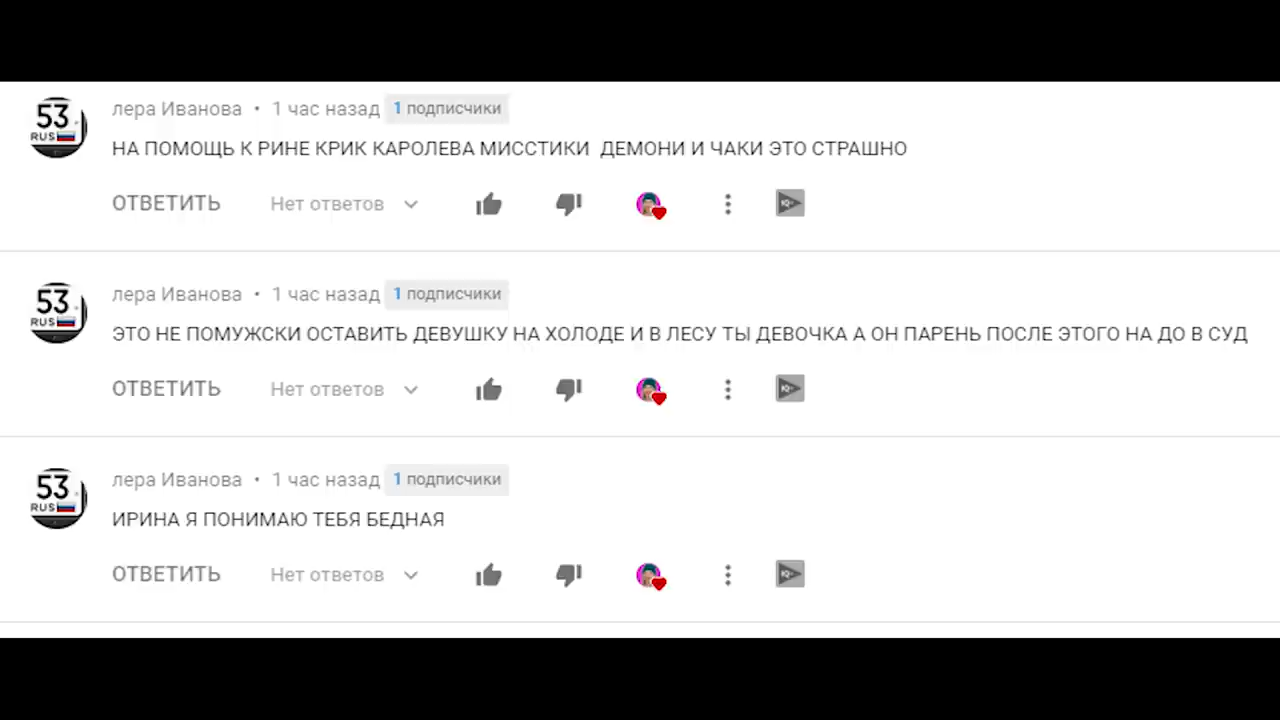 53
RUS
лера Иванова • 1 час назад 1 подписчики
НА ПОМОЩЬ К РИНЕ КРИК КАРОЛЕВА МИССТИКИ ДЕМОНИ И ЧАКИ ЭТО СТРАШНО
ОТВЕТИТЬ Нет ответов
53
RUS
лера Иванова • 1 час назад 1 подписчики
ЭТО НЕ ПОМУЖСКИ ОСТАВИТЬ ДЕВУШКУ НА ХОЛОДЕ И В ЛЕСУ ТЫ ДЕВОЧКА А ОН ПАРЕНЬ ПОСЛЕ ЭТОГО НА ДО В СУД
ОТВЕТИТЬ Нет ответов
53
RUS
лера Иванова • 1 час назад 1 подписчики
ИРИНА Я ПОНИМАЮ ТЕБЯ БЕДНАЯ
ОТВЕТИТЬ Нет ответов